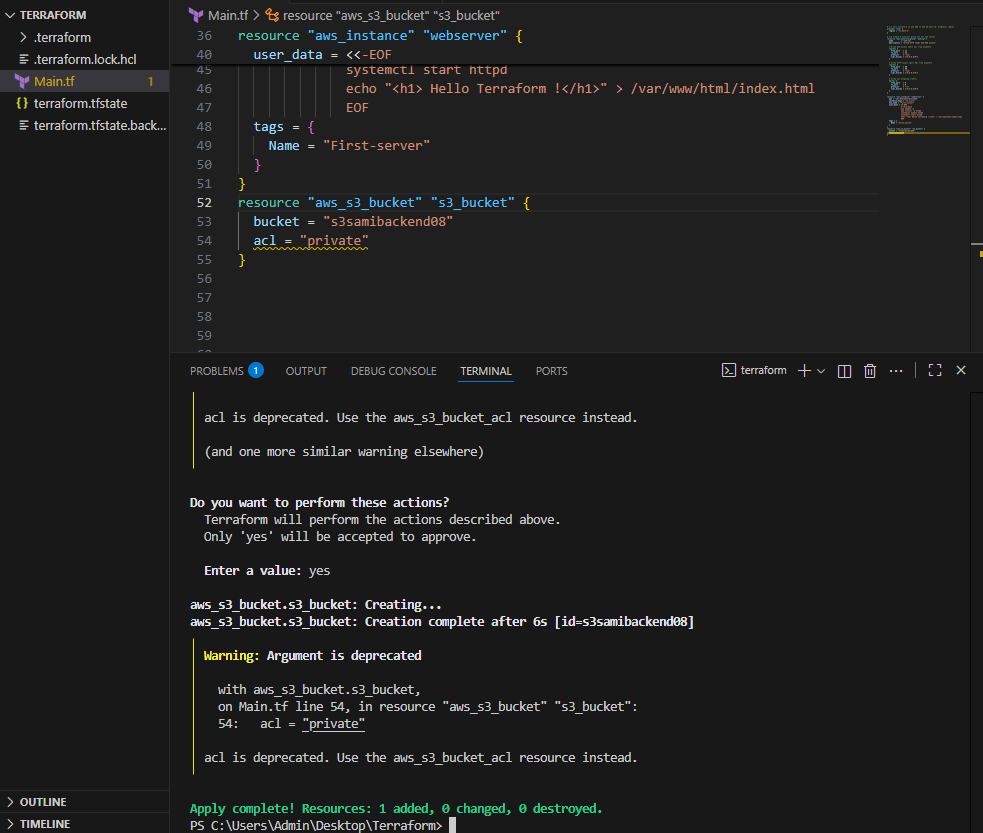 TERRAFORM
.terraform
.terraform.lock.hcl
Main.tf 1
terraform.tfstate
terraform.tfstate.back...
OUTLINE
TIMELINE
Main.tf > resource "aws_s3_bucket" "s3_bucket"
36 resource "aws_instance" "webserver" {
40 user_data = <<-EOF
45 systemctl start httpd
46 echo "<h1> Hello Terraform !</h1>" > /var/www/html/index.html
47 EOF
48 tags = {
49 Name = "First-server"
50 }
51 }
52 resource "aws_s3_bucket" "s3_bucket" {
53 bucket = "s3samibackend08"
54 acl = "private"
55 }
56
57
58
59
PROBLEMS 1 OUTPUT DEBUG CONSOLE TERMINAL PORTS terraform
acl is deprecated. Use the aws_s3_bucket_acl resource instead.
(and one more similar warning elsewhere)
Do you want to perform these actions?
Terraform will perform the actions described above.
Only 'yes' will be accepted to approve.
Enter a value: yes
aws_s3_bucket.s3_bucket: Creating...
aws_s3_bucket.s3_bucket: Creation complete after 6s [id=s3samibackend08]
Warning: Argument is deprecated
with aws_s3_bucket.s3_bucket,
on Main.tf line 54, in resource "aws_s3_bucket" "s3_bucket":
54: acl = "private"
acl is deprecated. Use the aws_s3_bucket_acl resource instead.
Apply complete! Resources: 1 added, 0 changed, 0 destroyed.
PS C:\Users\Admin\Desktop\Terraform>